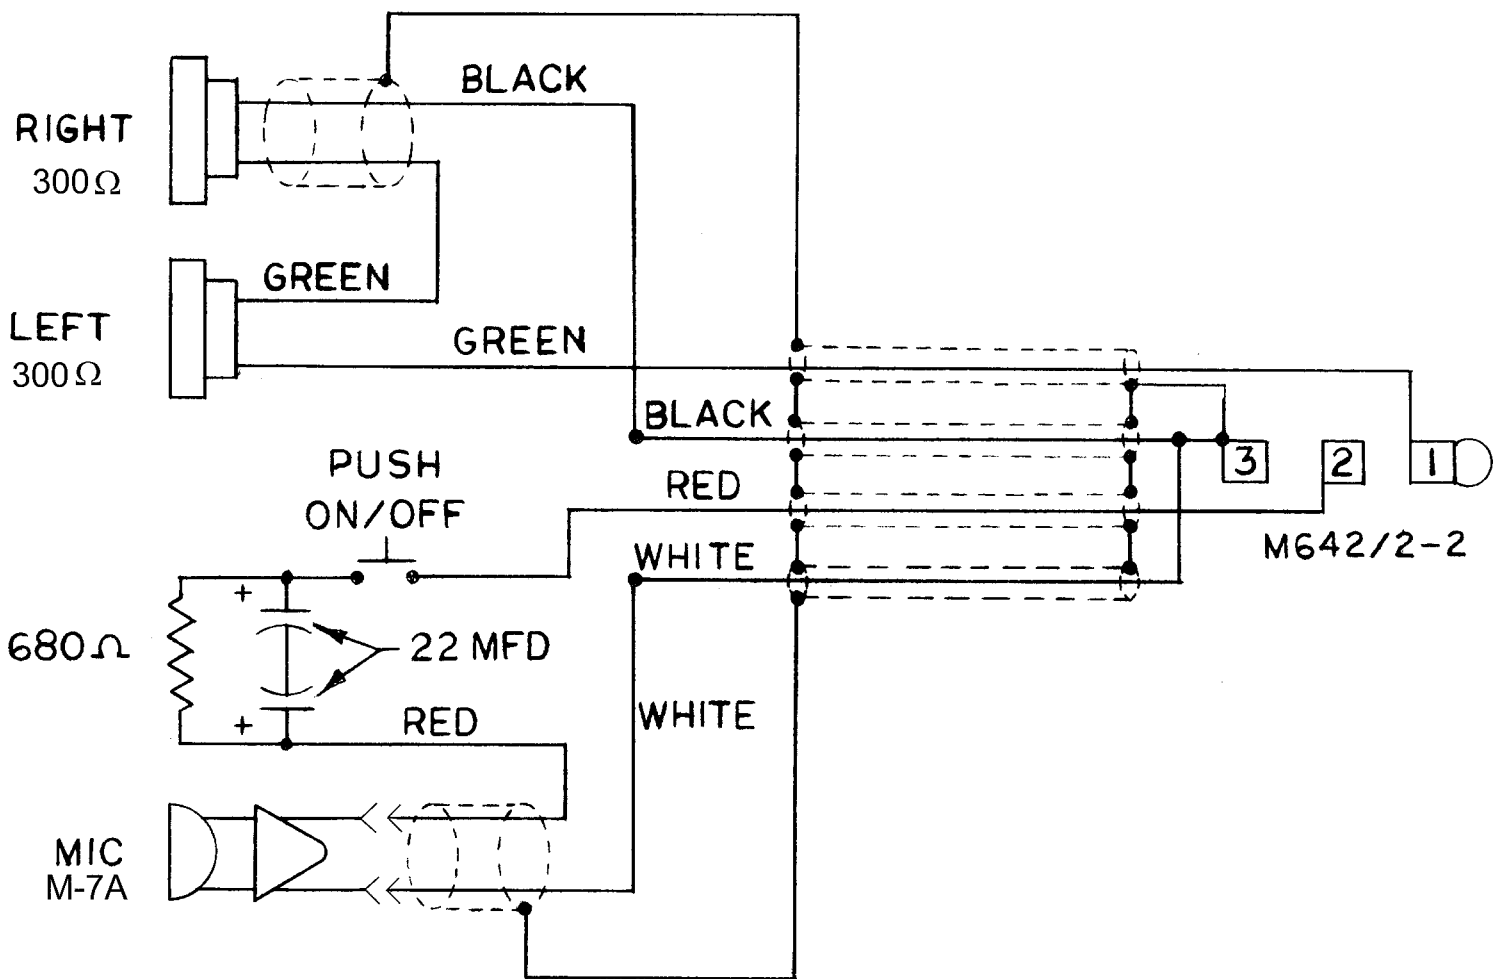 BLACK
RIGHT
300Ω
GREEN
LEFT
300Ω
GREEN
BLACK
3 2 1
PUSH
ON/OFF
RED
M642/2-2
WHITE
+
680Ω
22 MFD
+
RED
WHITE
MIC
M-7A